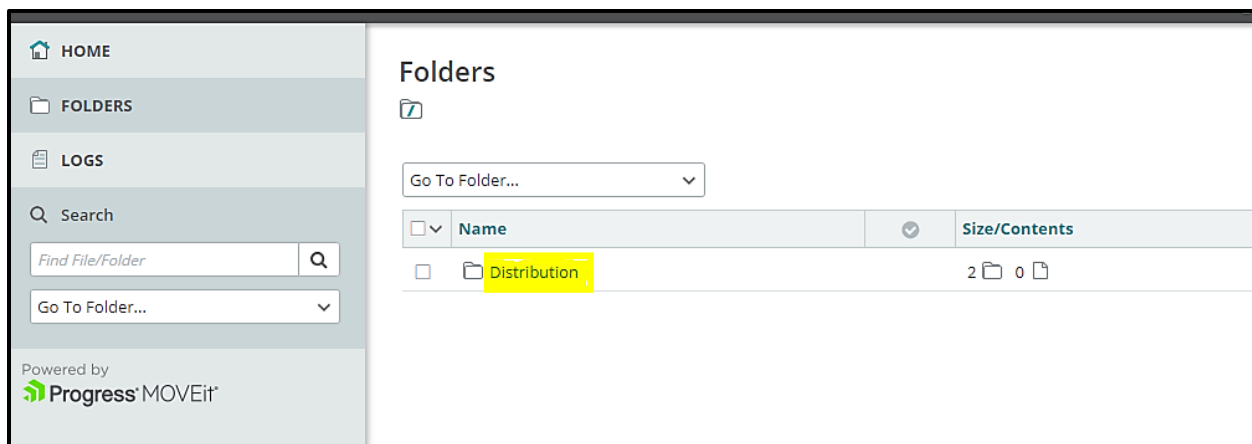 HOME
FOLDERS
LOGS
Search
Find File/Folder
Go To Folder...
Powered by
Progress® MOVEit®
Folders
Go To Folder...
Name Size/Contents
Distribution 2 0